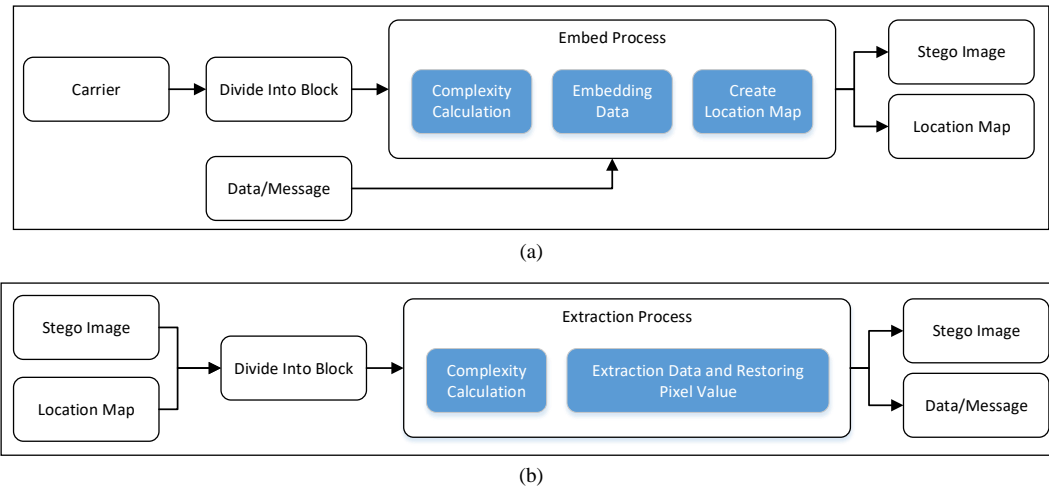 Embed Process
Stego Image
Carrier
Divide Into Block
Complexity
Calculation
Embedding
Data
Create
Location Map
Location Map
Data/Message
(a)
Stego Image
Extraction Process
Stego Image
Divide Into Block
Complexity
Calculation
Extraction Data and Restoring
Pixel Value
Location Map
Data/Message
(b)